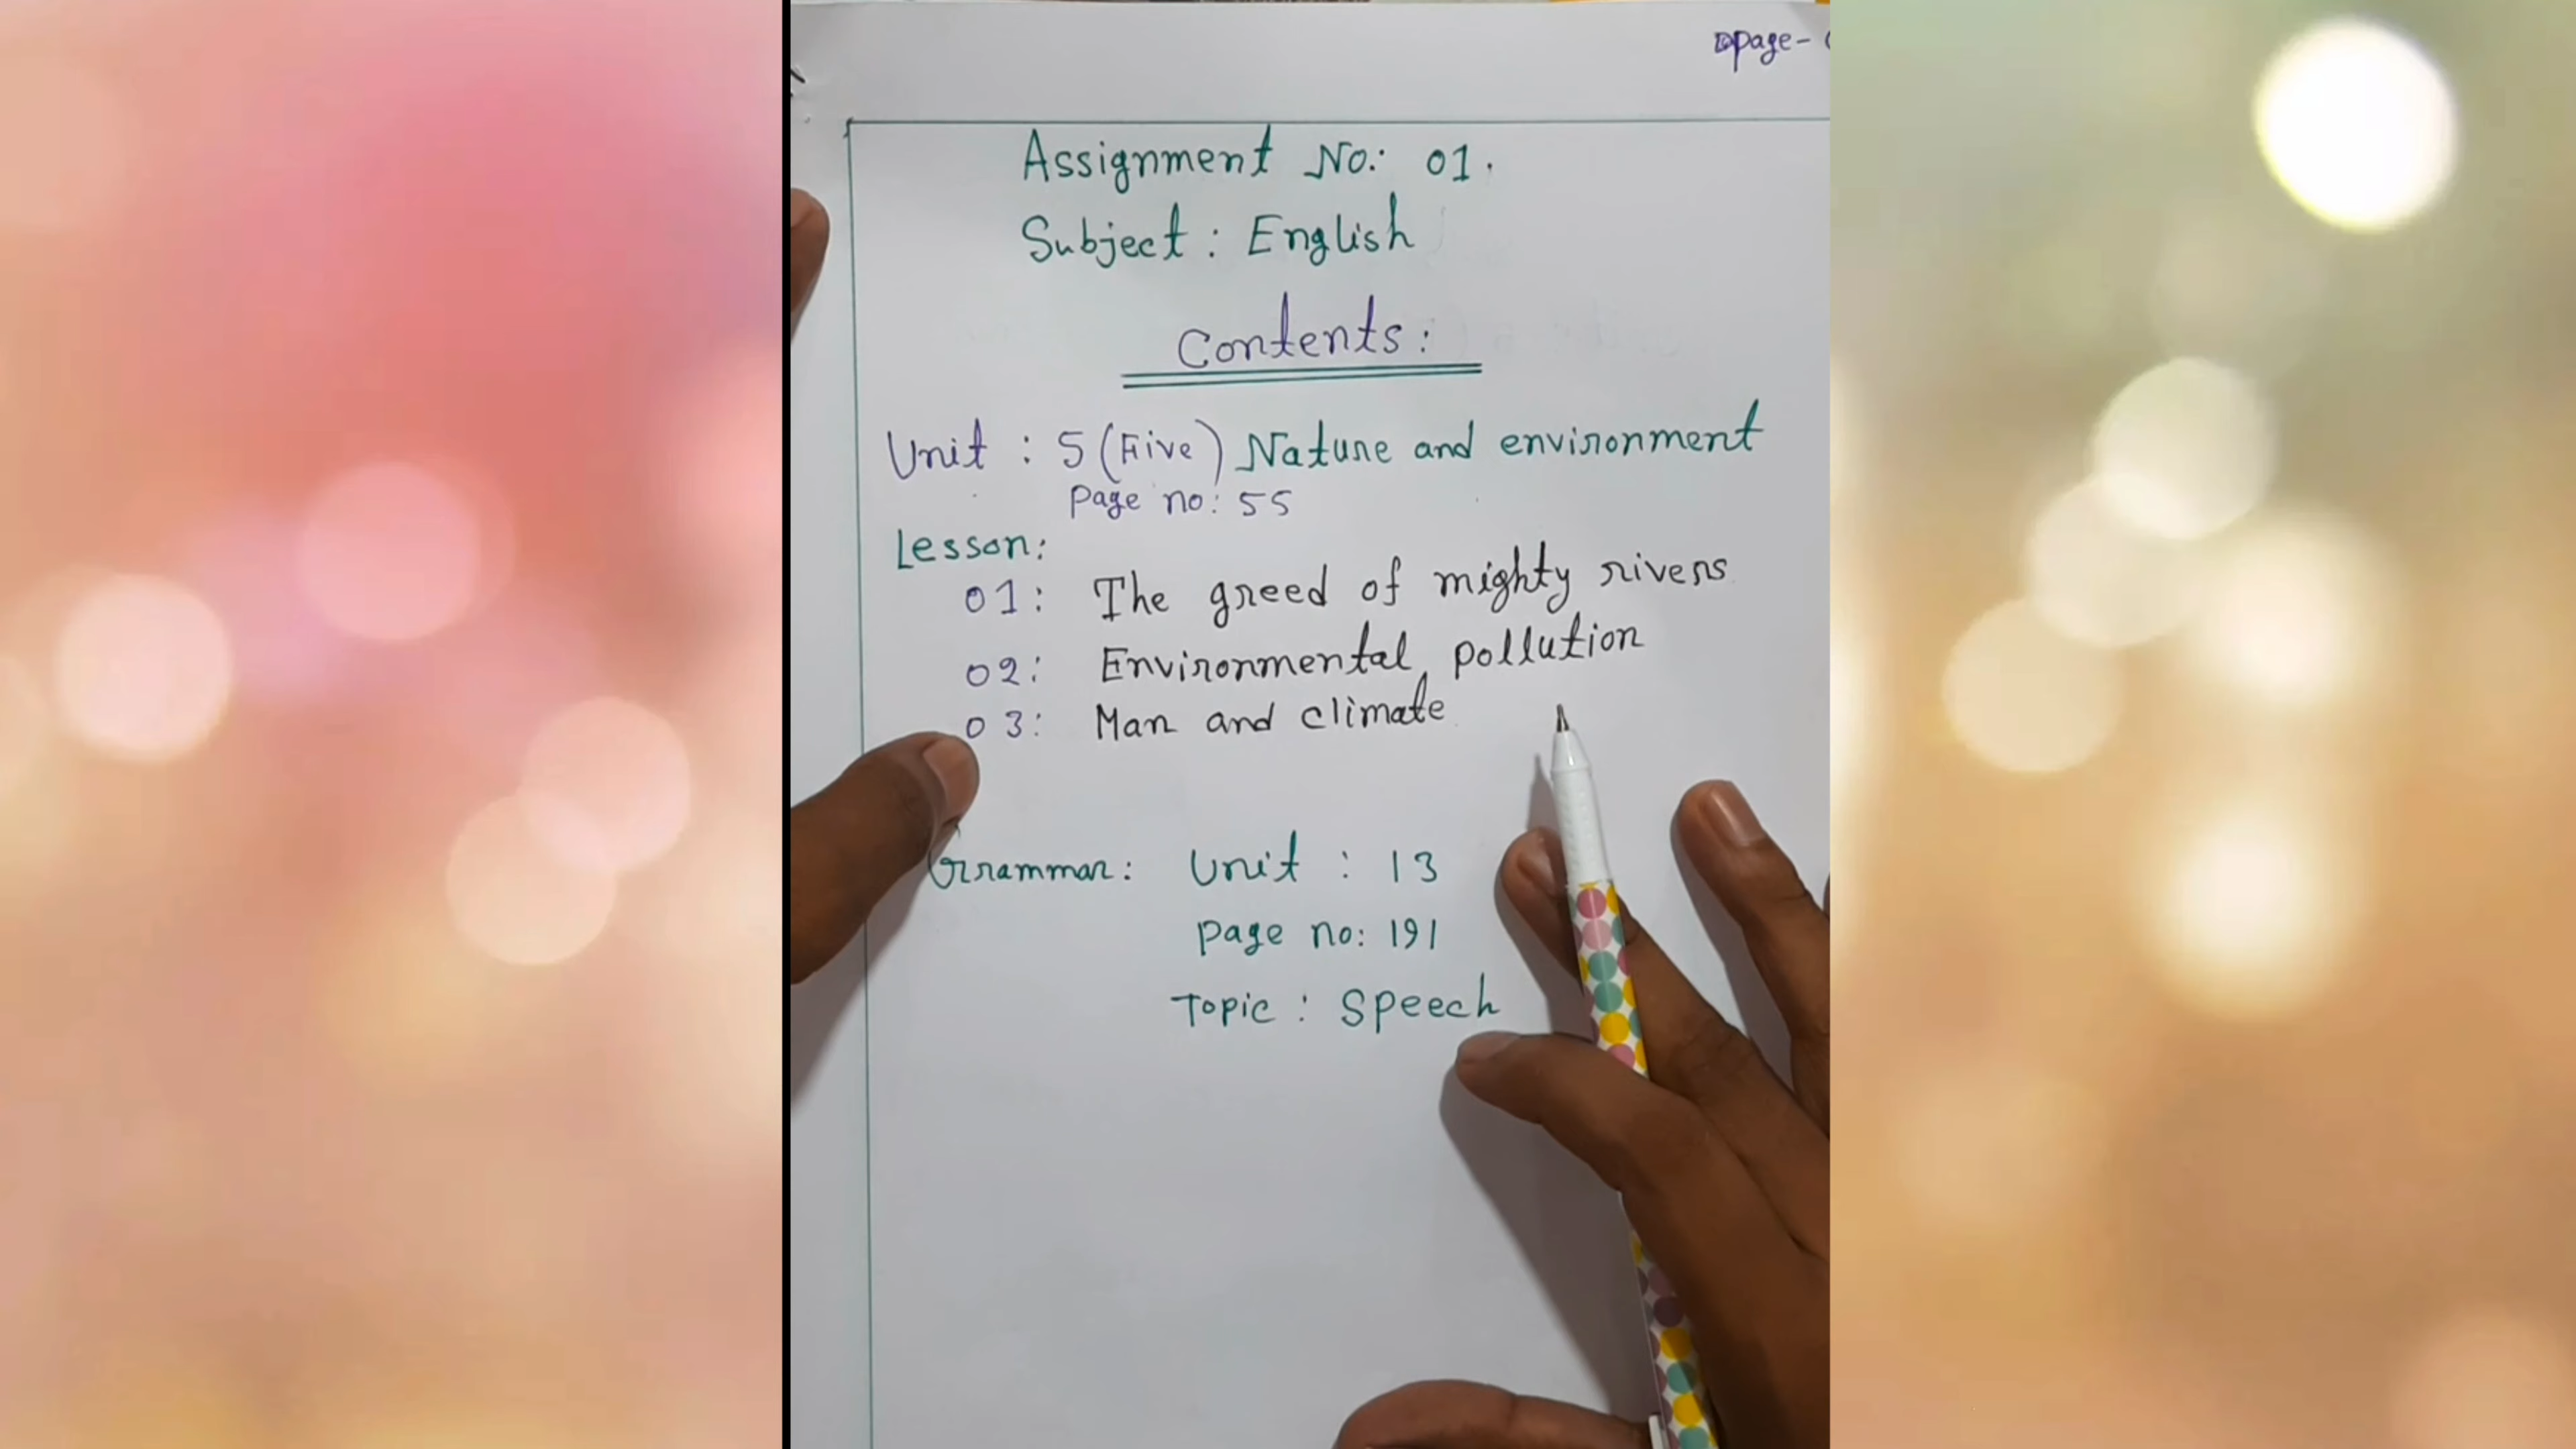 page-
Assignment No.: 01.
Subject: English
Contents:
Unit : 5 (Five) Nature and environment
Page no: 55
Lesson:
01: The greed of mighty rivers
02: Environmental pollution
03: Man and climate
Grammar: Unit : 13
page no: 191
Topic : Speech